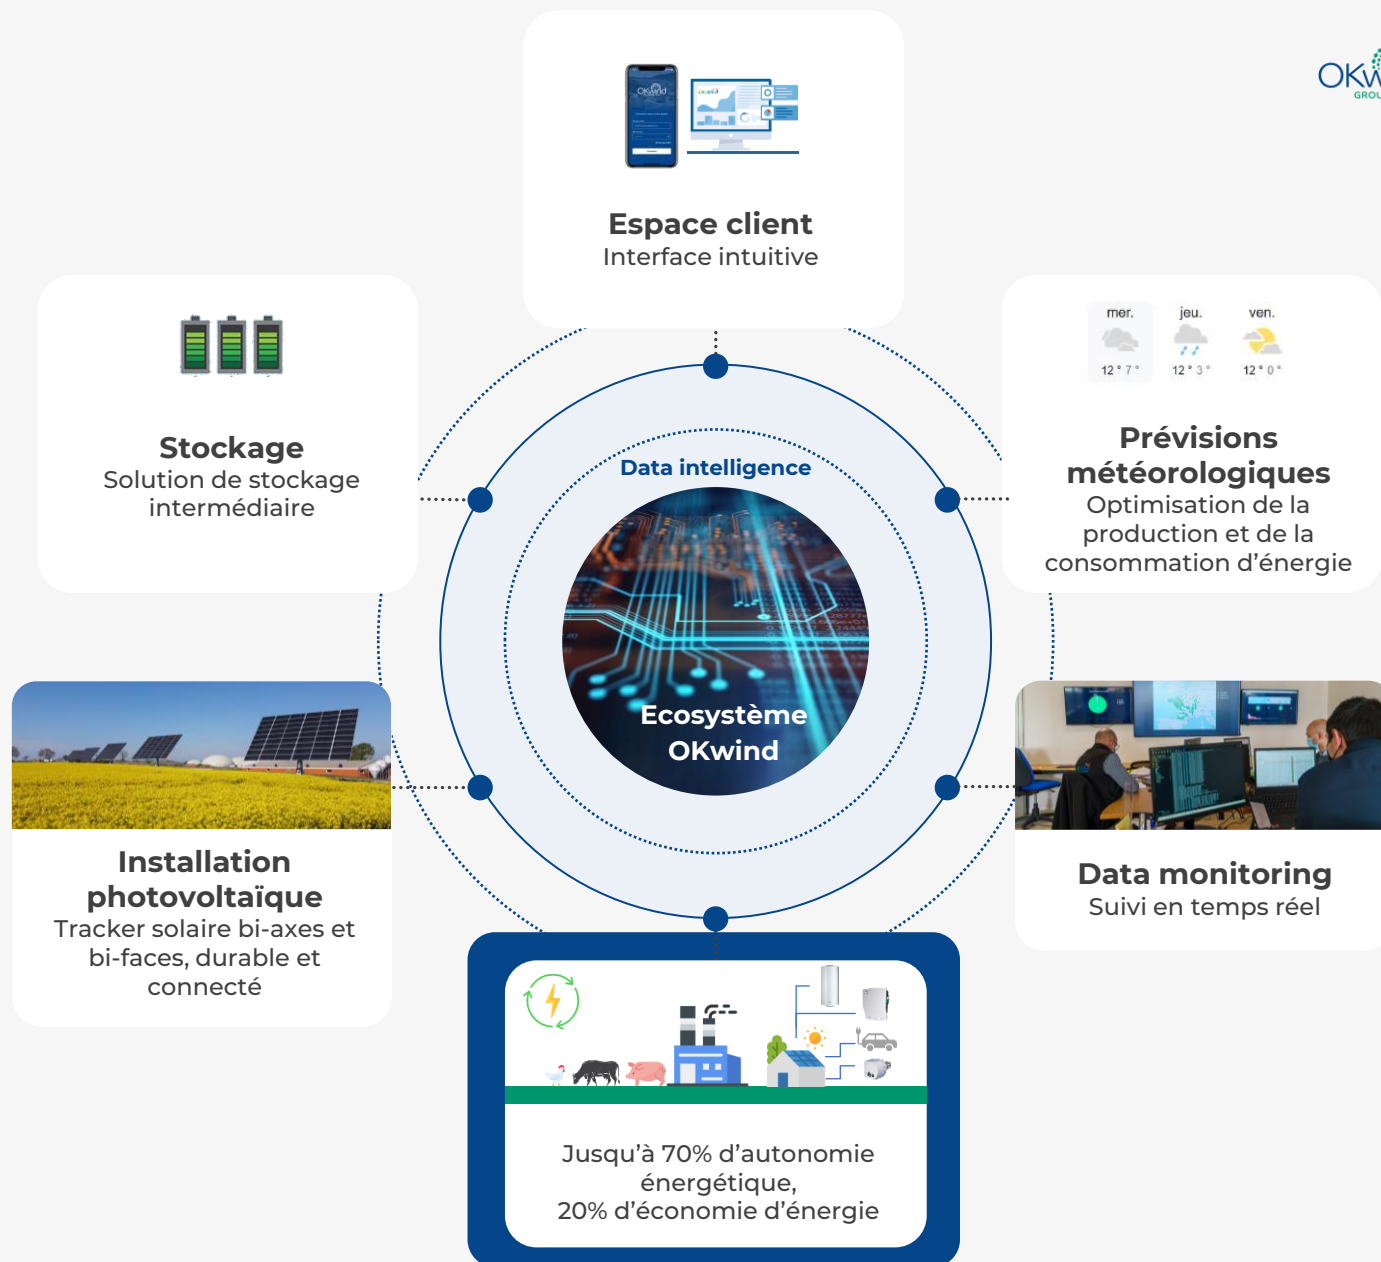 OKwind
GROU
Espace client
Interface intuitive
Stockage
Solution de stockage
intermédiaire
mer. jeu. ven.
12° 7° 12° 3° 12° 0°
Prévisions
météorologiques
Optimisation de la
production et de la
consommation d’énergie
Data intelligence
Ecosystème
OKwind
Installation
photovoltaïque
Tracker solaire bi-axes et
bi-faces, durable et
connecté
Data monitoring
Suivi en temps réel
Jusqu’à 70% d’autonomie
énergétique,
20% d’économie d’énergie